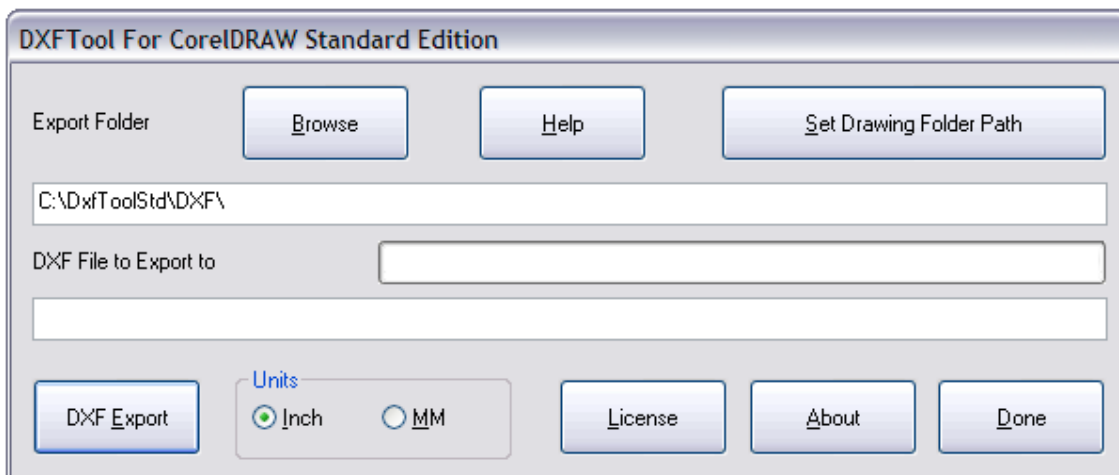 DXFTool For CorelDRAW Standard Edition
Export Folder Browse Help Set Drawing Folder Path
C:\DxfToolStd\DXF\
DXF File to Export to
Units
DXF Export Inch MM License About Done